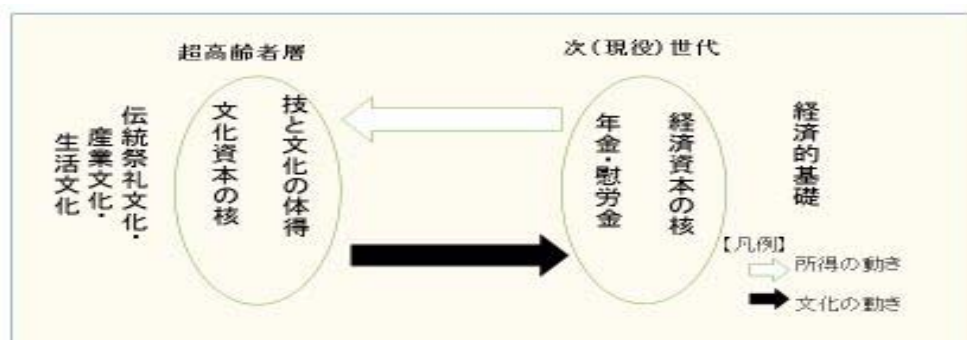 超高齢者層
次(現役)世代
伝統祭礼文化・
産業文化・
生活文化
技と文化の体得
文化資本の核
経済資本の核
年金・慰労金
経済的基礎
【凡例】
所得の動き
文化の動き